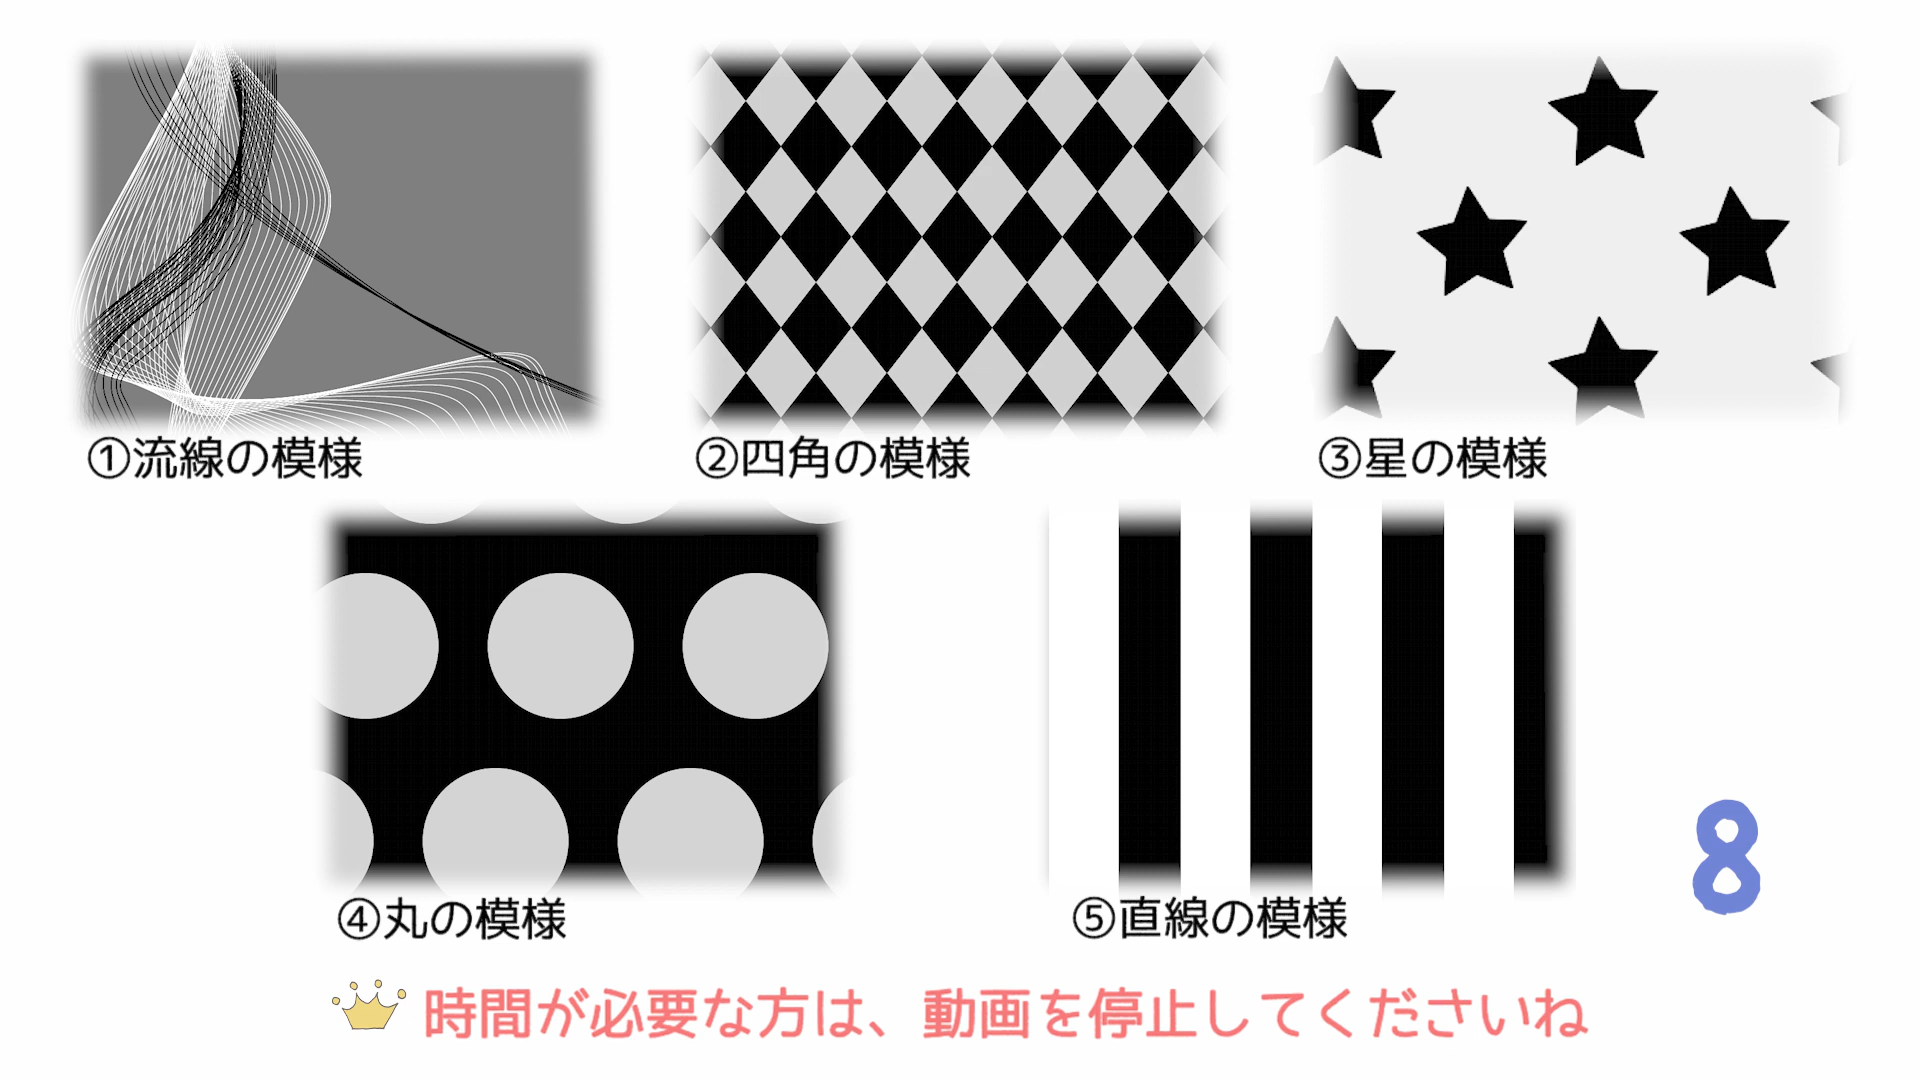 ①流線の模様
②四角の模様
③星の模様
④丸の模様
⑤直線の模様
8
時間が必要な方は、動画を停止してくださいね